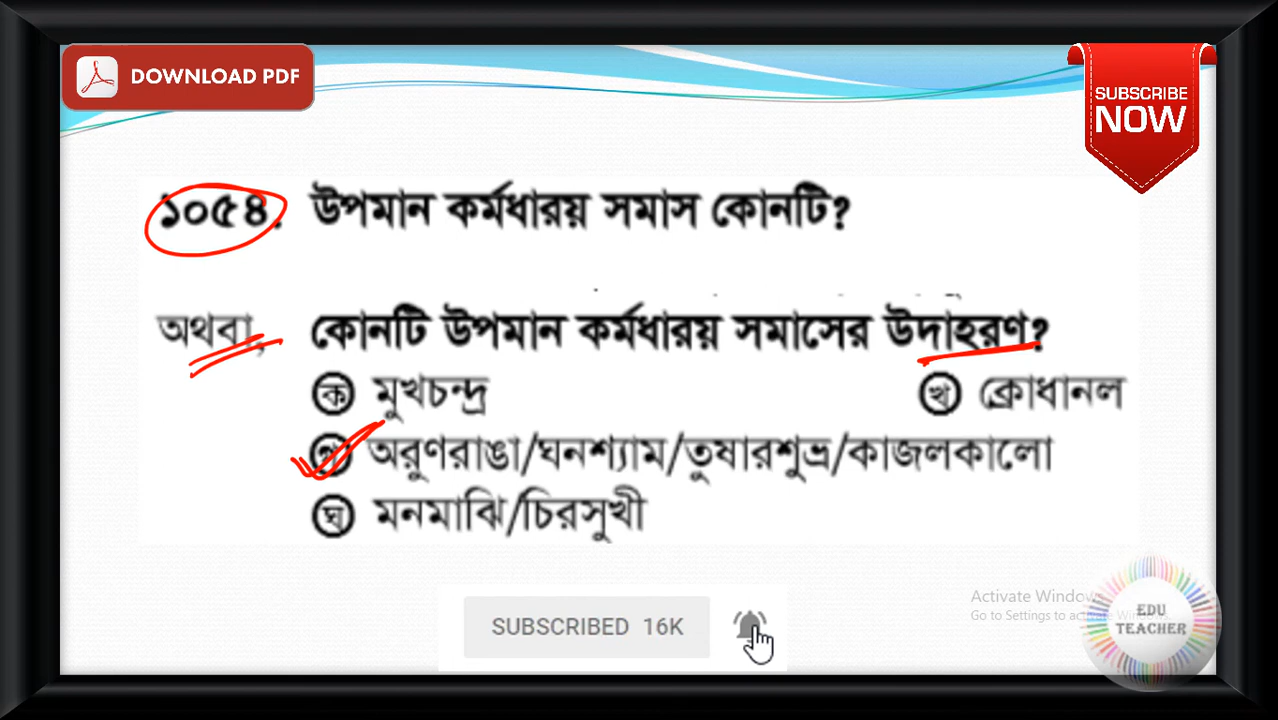 DOWNLOAD PDF
SUBSCRIBE
NOW
১০৫৪. উপমান কর্মধারয় সমাস কোনটি?
অথবা, কোনটি উপমান কর্মধারয় সমাসের উদাহরণ?
ক মুখচন্দ্র খ ক্রোধানল
গ অরুণরাঙা/ঘনশ্যাম/তুষারশুভ্র/কাজলকালো
ঘ মনমাঝি/চিরসুখী
SUBSCRIBED 16K
Activate Windows
Go to Settings to activate Windows.
EDU
TEACHER